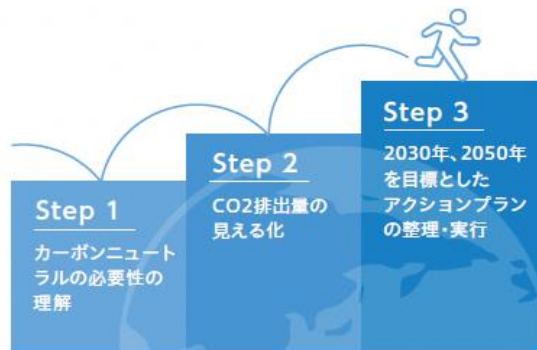 Step 1
カーボンニュート
ラルの必要性の
理解
Step 2
CO2排出量の
見える化
Step 3
2030年、2050年
を目標とした
アクションプラン
の整理・実行